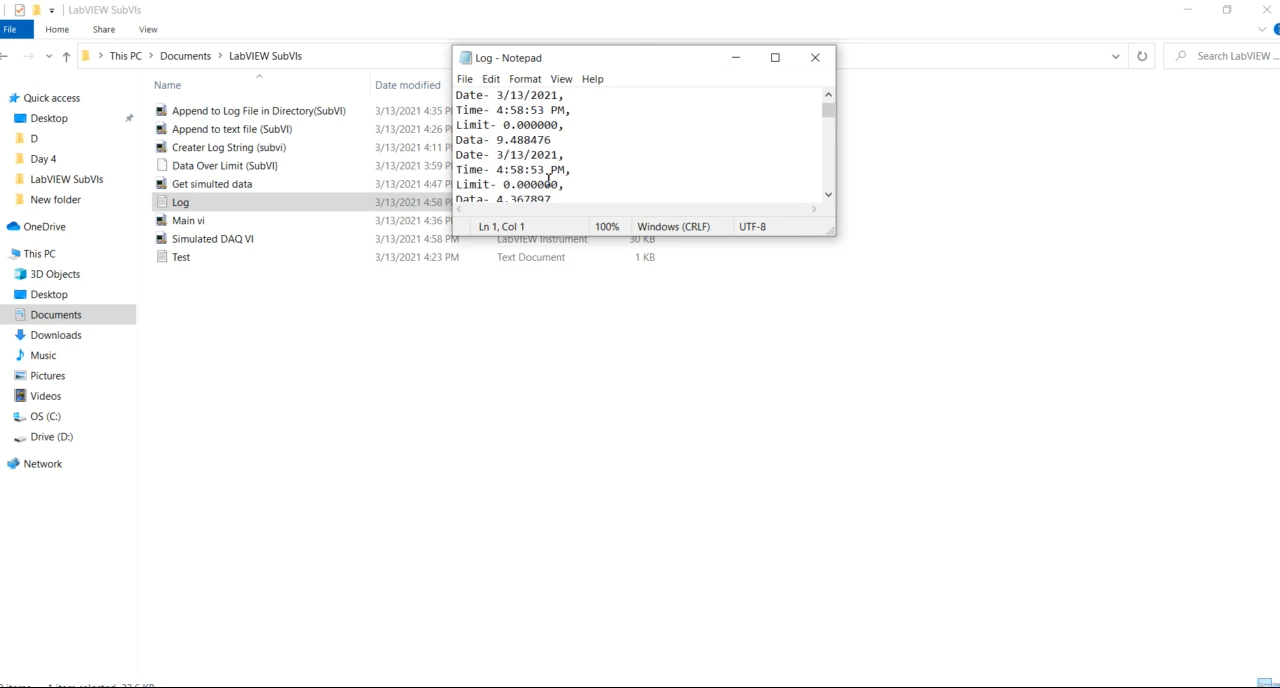 LabVIEW SubVIs
File Home Share View
This PC > Documents > LabVIEW SubVIs
Search LabVIEW ...
Name Date modified
Quick access
Desktop
D
Day 4
LabVIEW SubVIs
New folder
OneDrive
This PC
3D Objects
Desktop
Documents
Downloads
Music
Pictures
Videos
OS (C:)
Drive (D:)
Network
Append to Log File in Directory(SubVI) 3/13/2021 4:35 P
Append to text file (SubVI) 3/13/2021 4:26 P
Creater Log String (subvi) 3/13/2021 4:11 P
Data Over Limit (SubVI) 3/13/2021 3:59 P
Get simulted data 3/13/2021 4:47 P
Log 3/13/2021 4:58 P
Main vi 3/13/2021 4:36 P
Simulated DAQ VI 3/13/2021 4:58 PM LabVIEW Instrument 30 KB
Test 3/13/2021 4:23 PM Text Document 1 KB
Log - Notepad
File Edit Format View Help
Date- 3/13/2021,
Time- 4:58:53 PM,
Limit- 0.000000,
Data- 9.488476
Date- 3/13/2021,
Time- 4:58:53 PM,
Limit- 0.000000,
Data- 4.367897
Ln 1, Col 1 100% Windows (CRLF) UTF-8